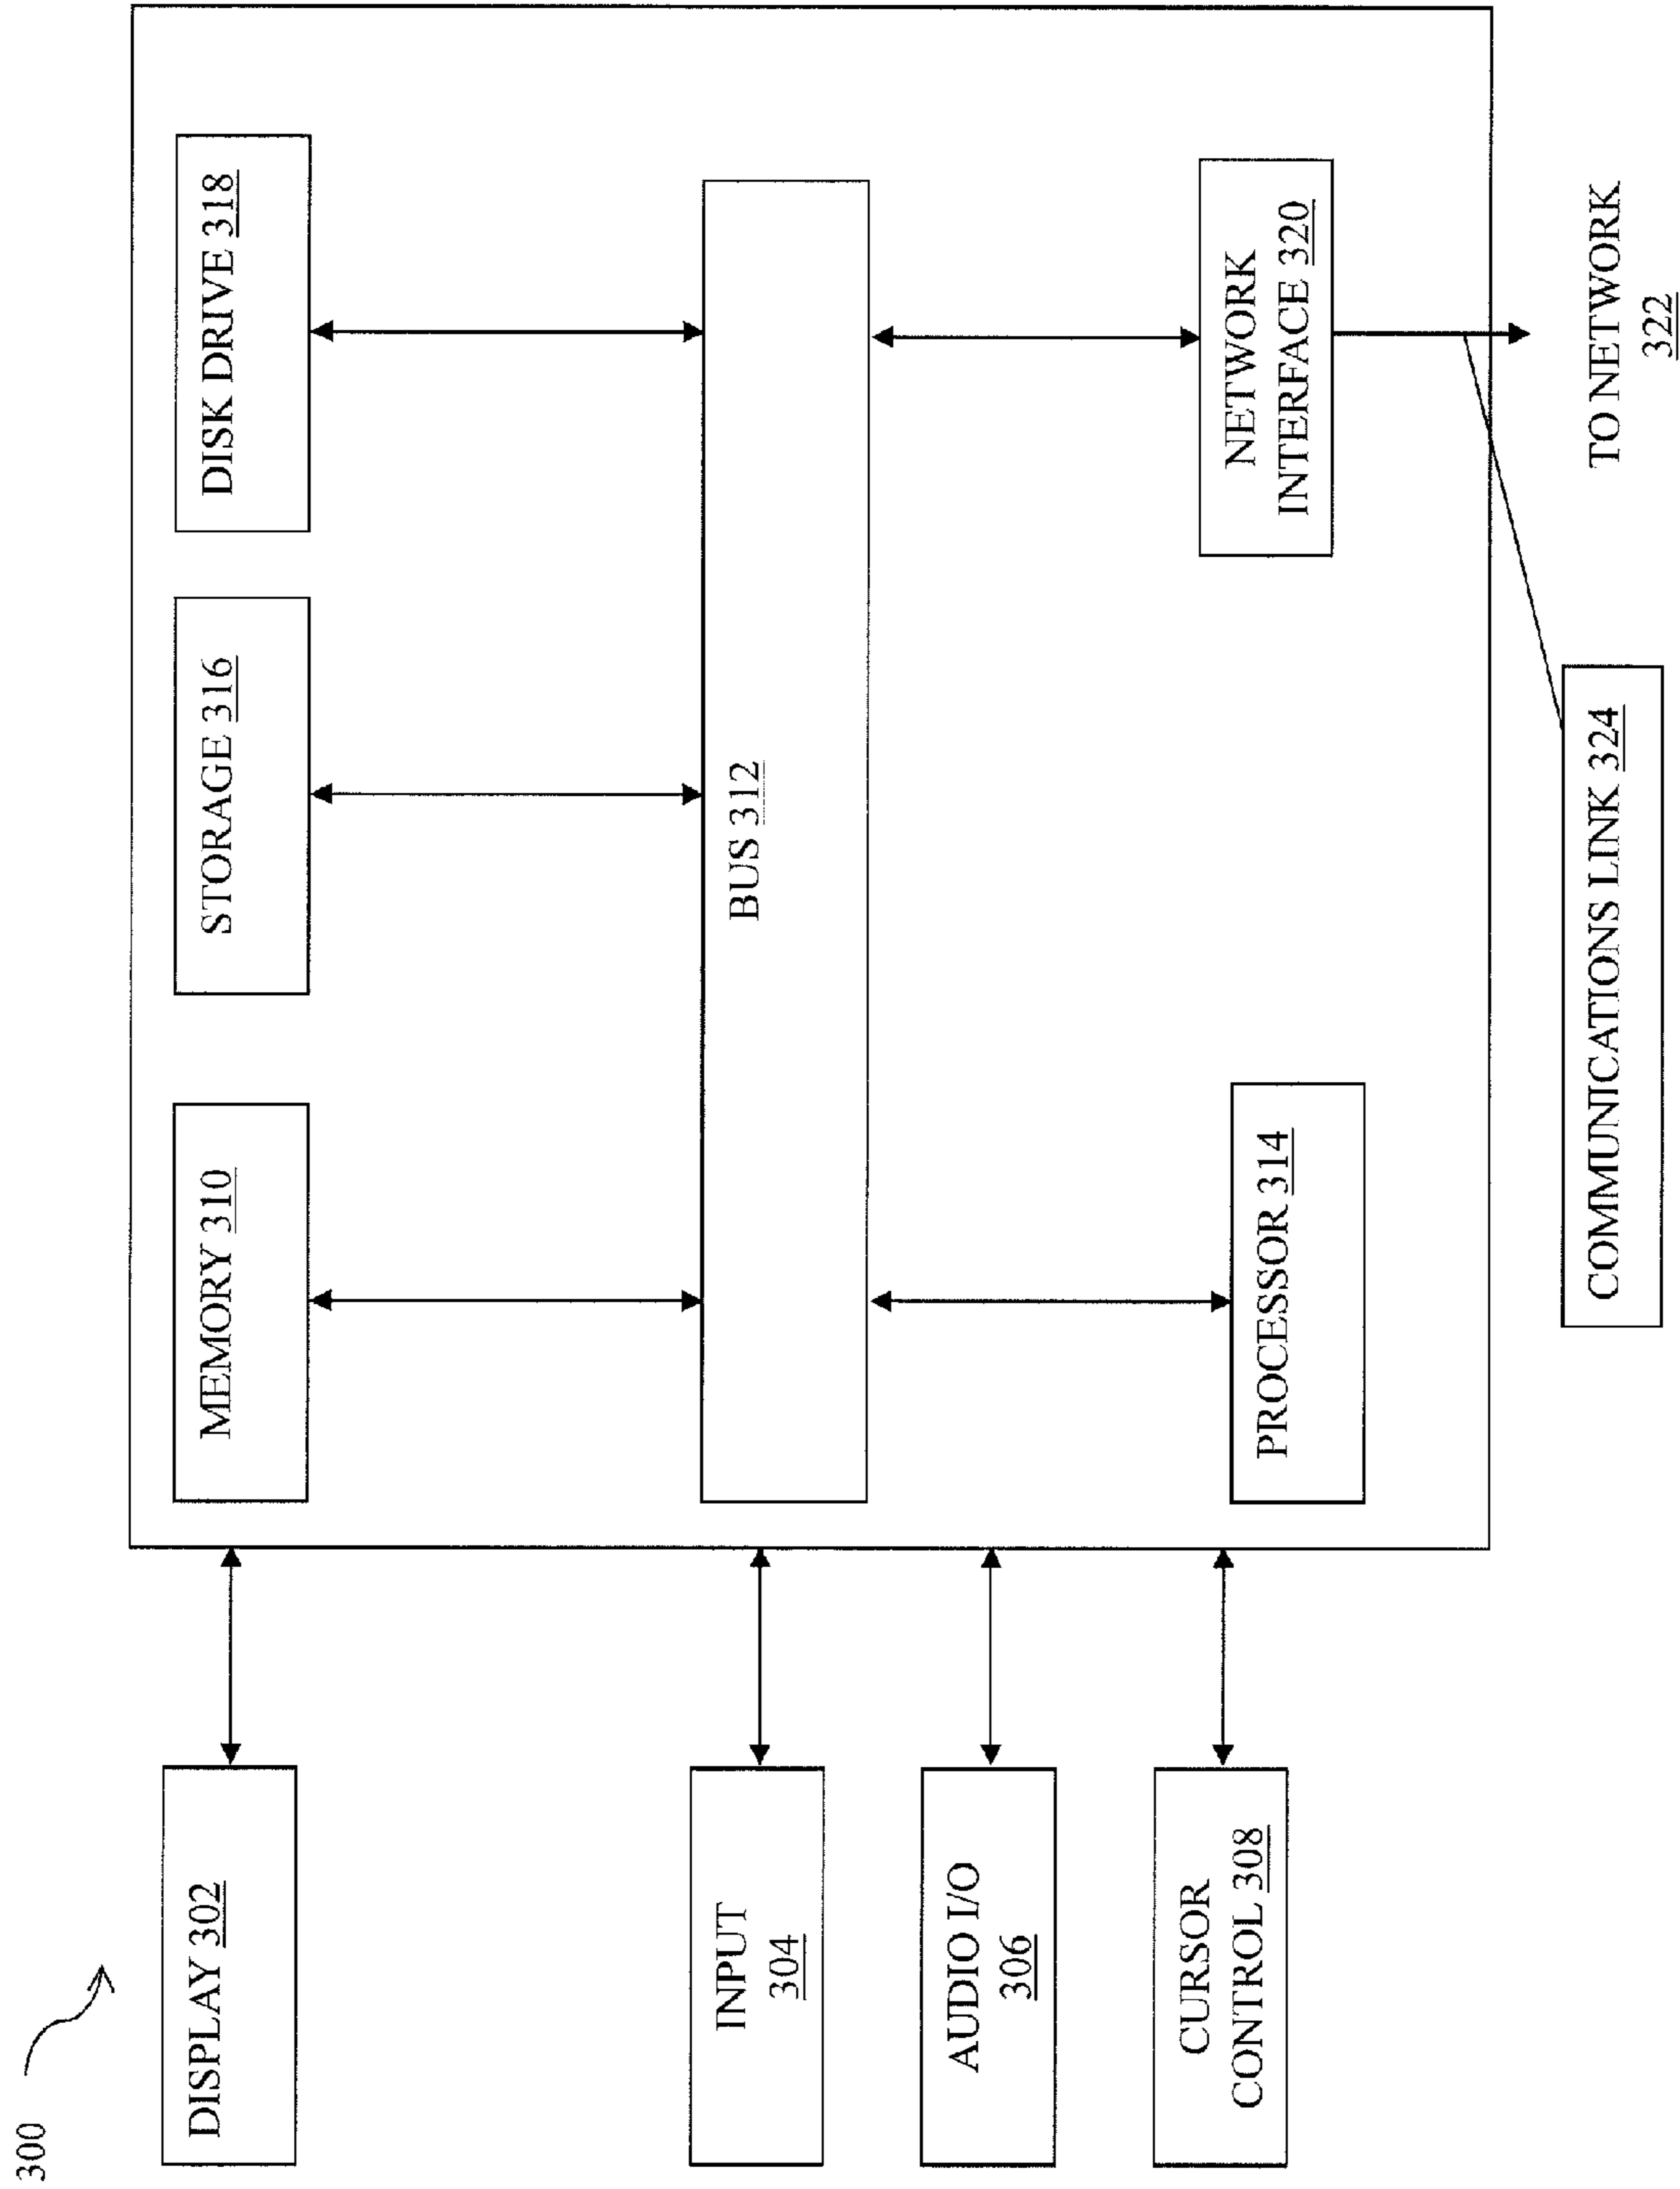 300
DISPLAY 302
INPUT
304
AUDIO I/O
306
CURSOR
CONTROL 308
MEMORY 310
STORAGE 316
DISK DRIVE 318
BUS 312
PROCESSOR 314
NETWORK
INTERFACE 320
COMMUNICATIONS LINK 324
TO NETWORK
322